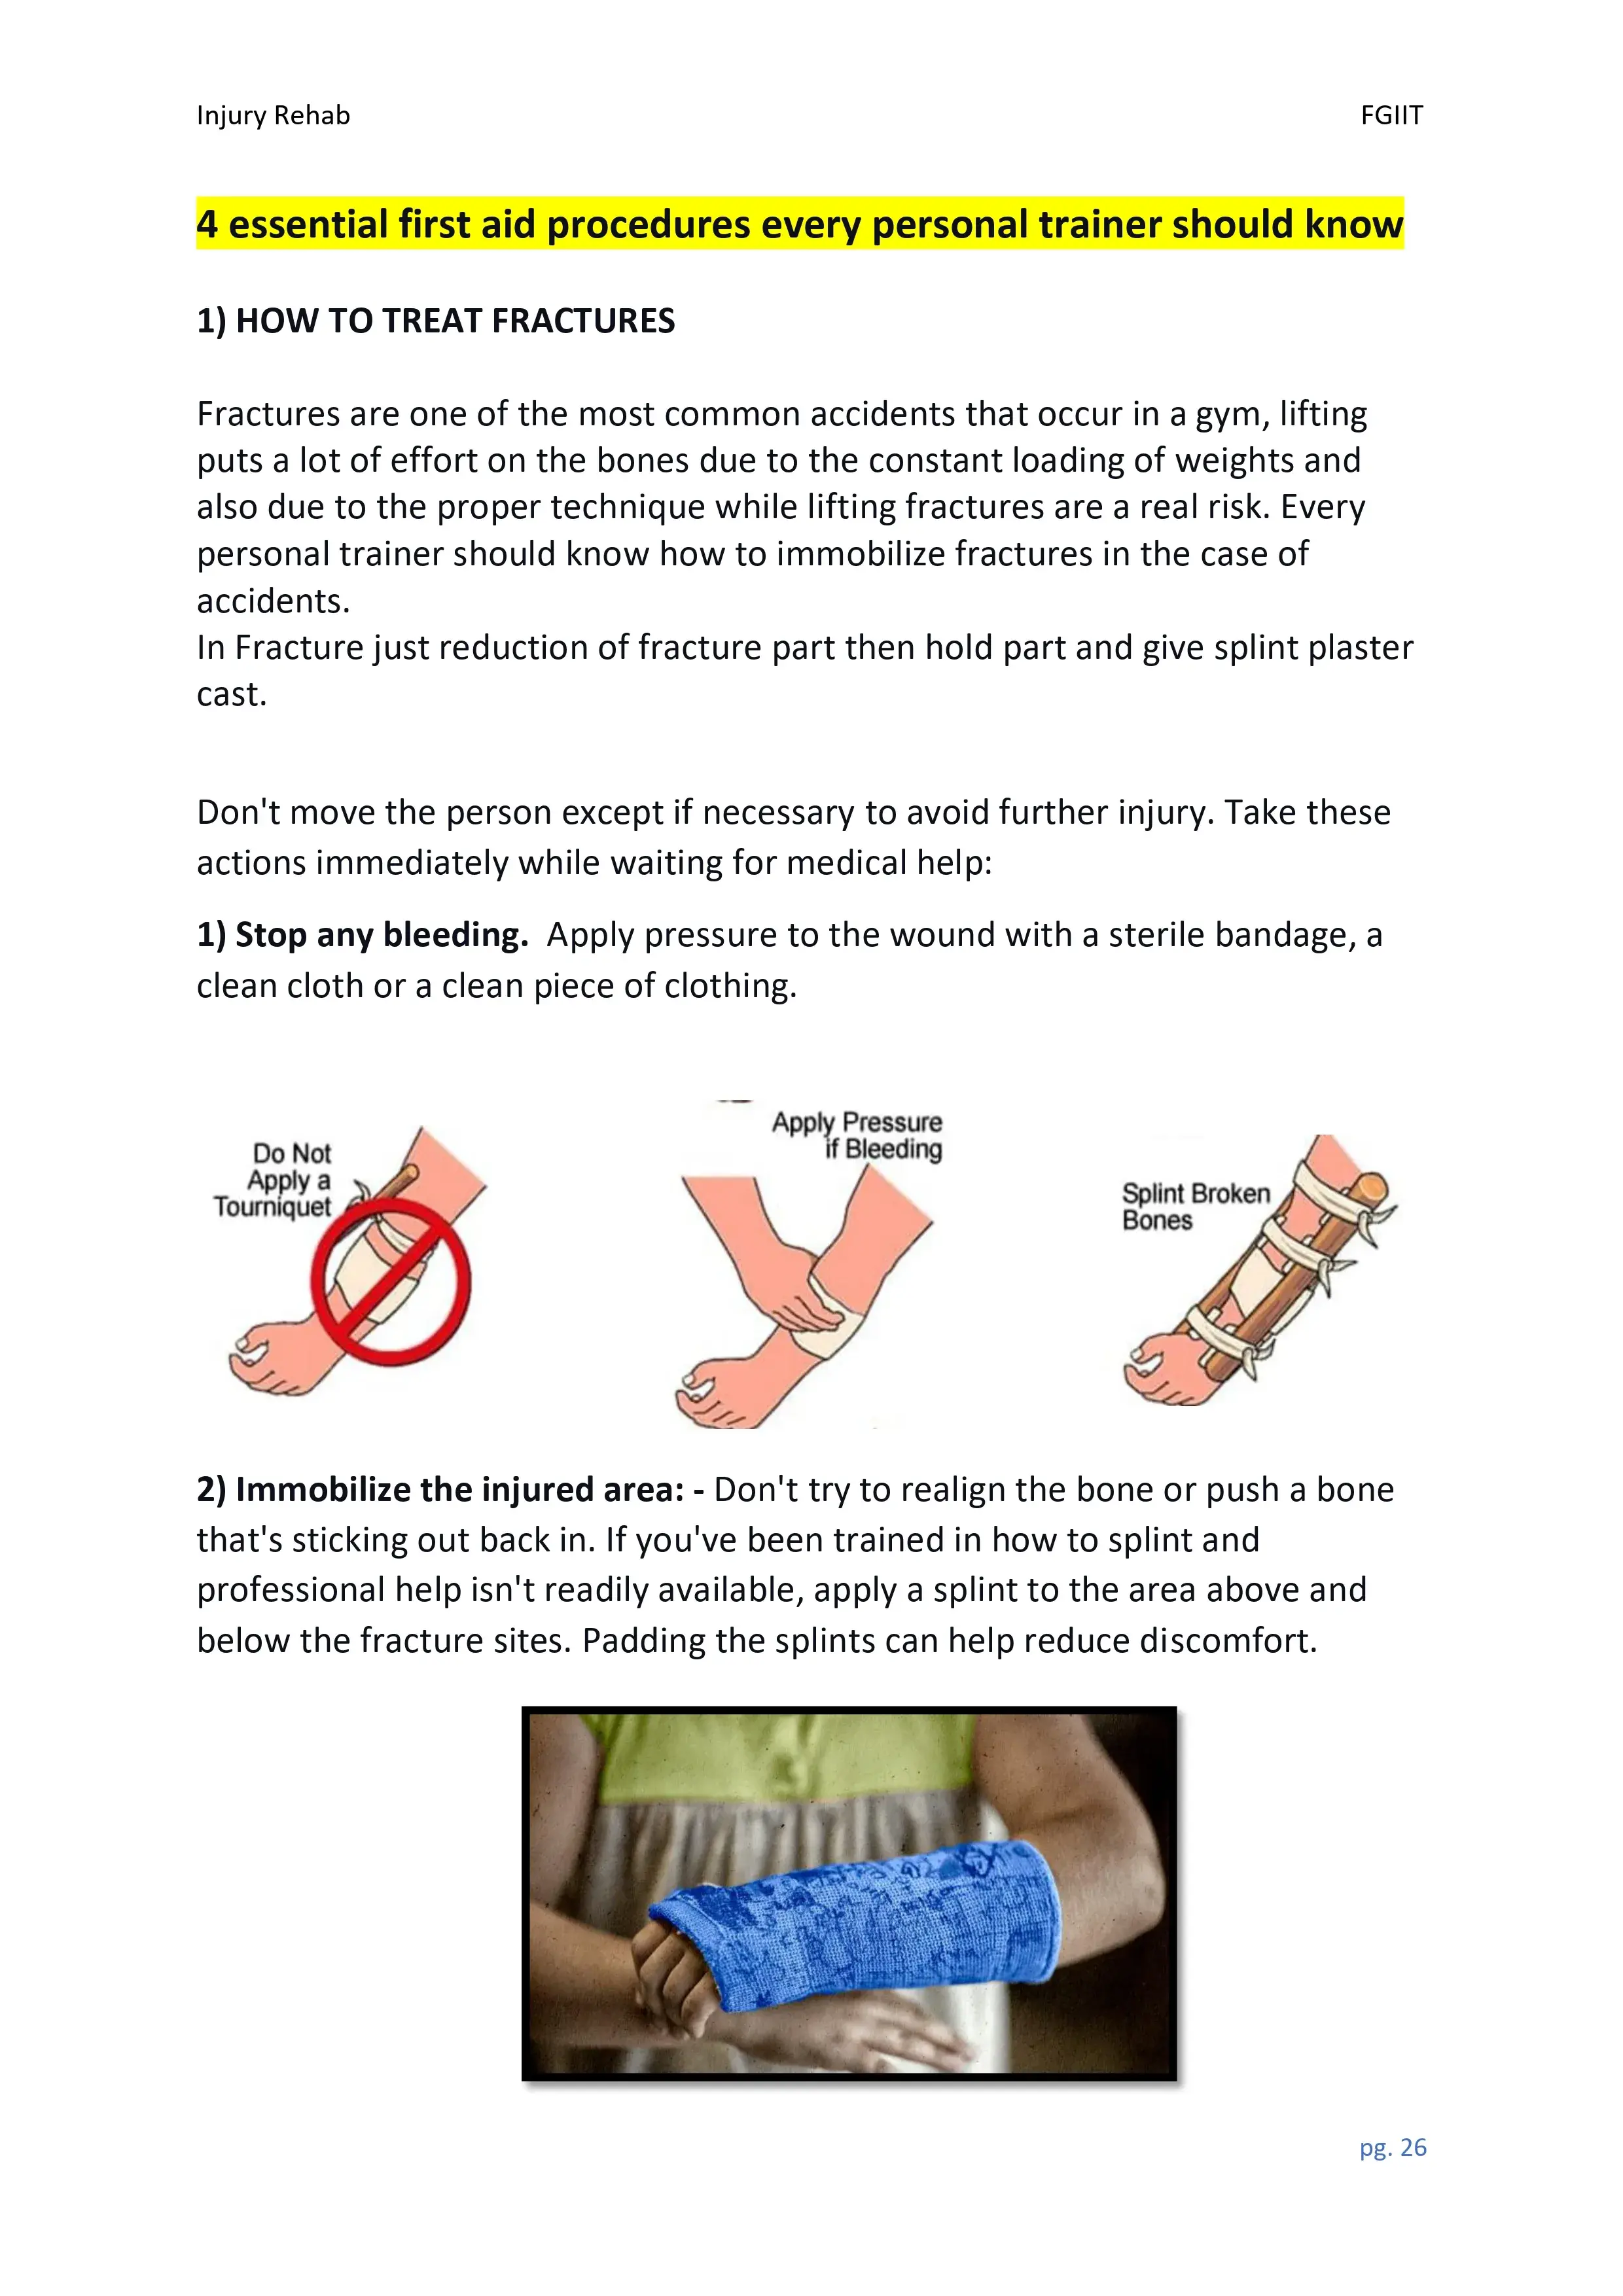 Injury Rehab FGIIT
4 essential first aid procedures every personal trainer should know
1) HOW TO TREAT FRACTURES
Fractures are one of the most common accidents that occur in a gym, lifting
puts a lot of effort on the bones due to the constant loading of weights and
also due to the proper technique while lifting fractures are a real risk. Every
personal trainer should know how to immobilize fractures in the case of
accidents.
In Fracture just reduction of fracture part then hold part and give splint plaster
cast.
Don't move the person except if necessary to avoid further injury. Take these
actions immediately while waiting for medical help:
1) Stop any bleeding. Apply pressure to the wound with a sterile bandage, a
clean cloth or a clean piece of clothing.
Do Not
Apply a
Tourniquet
Apply Pressure
if Bleeding
Splint Broken
Bones
2) Immobilize the injured area: - Don't try to realign the bone or push a bone
that's sticking out back in. If you've been trained in how to splint and
professional help isn't readily available, apply a splint to the area above and
below the fracture sites. Padding the splints can help reduce discomfort.
pg. 26